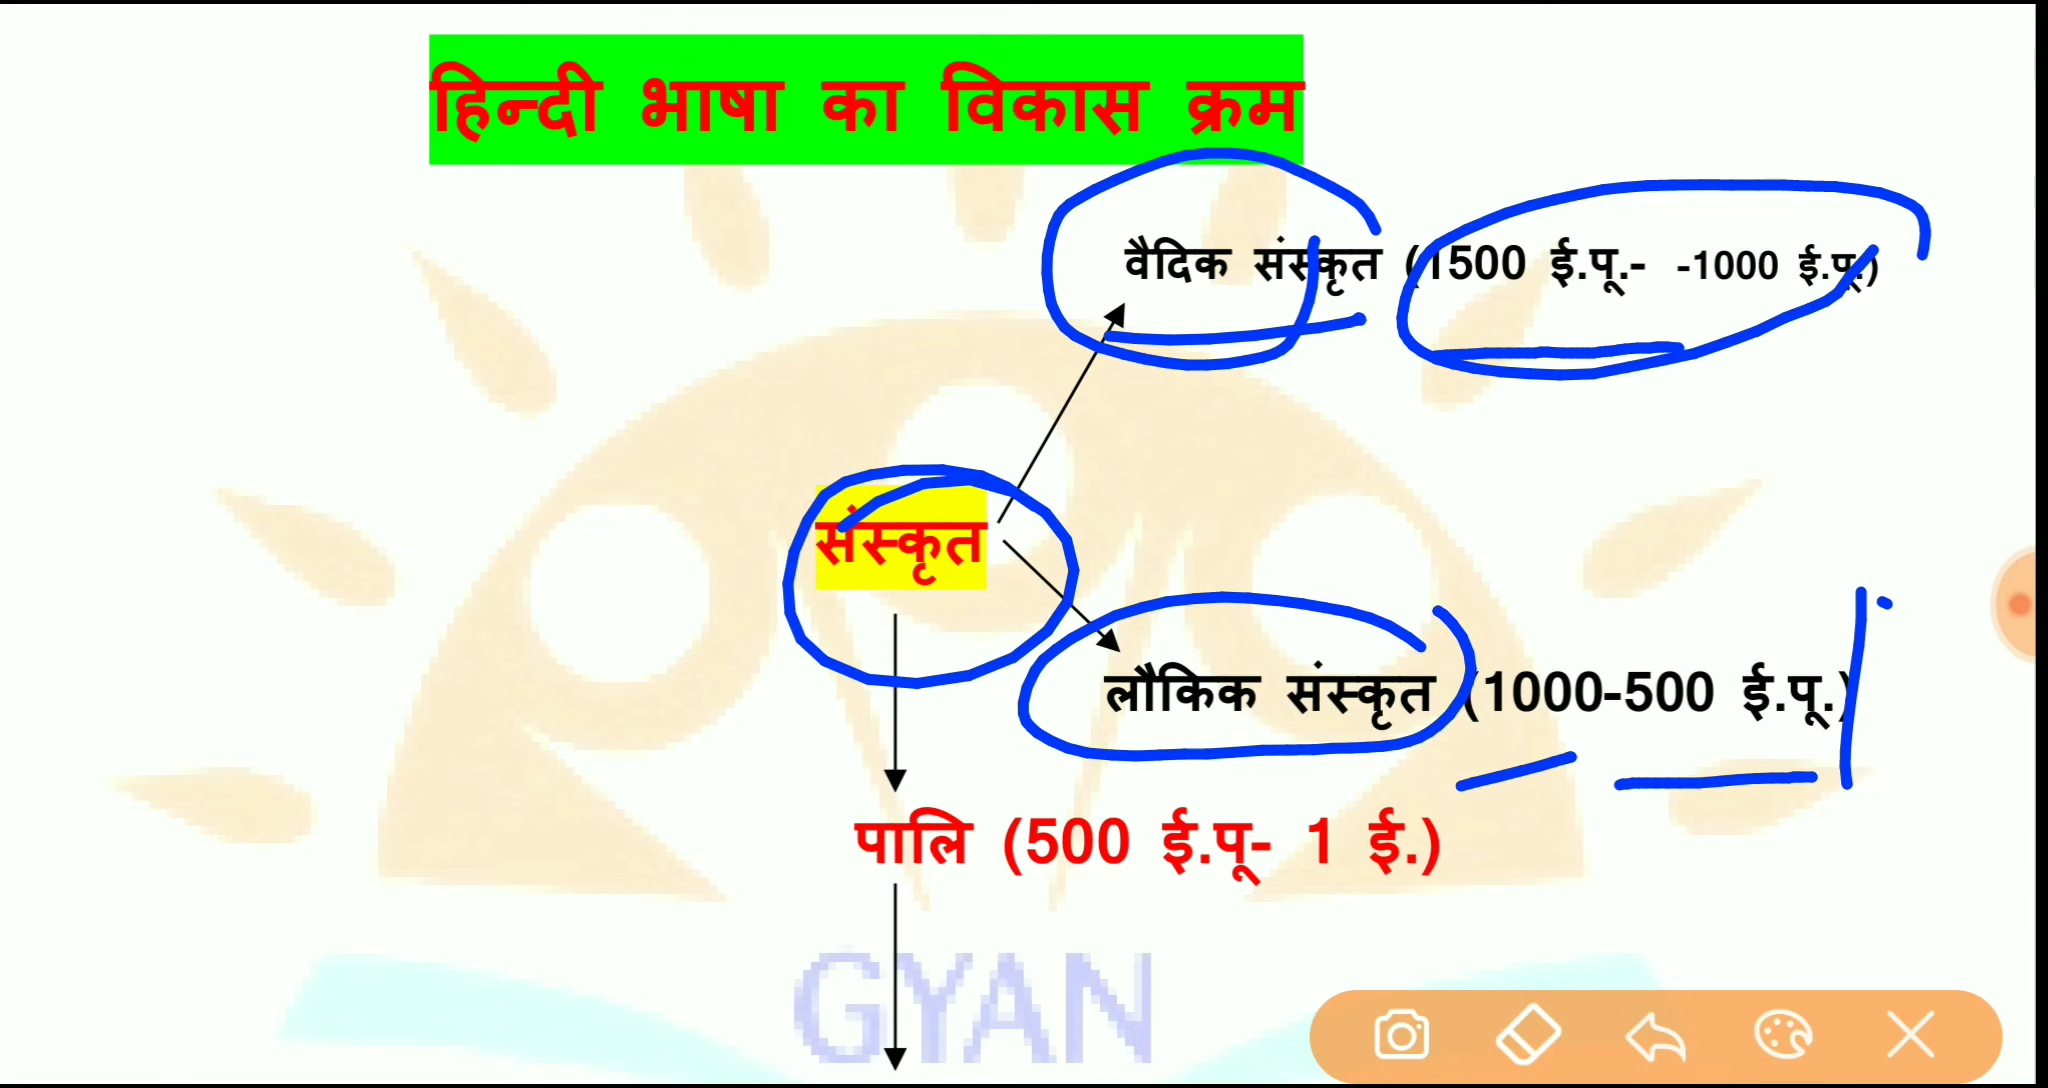 हिन्दी भाषा का विकास क्रम
वैदिक संस्कृत (1500 ई.पू.- -1000 ई.पू.)
संस्कृत
लौकिक संस्कृत (1000-500 ई.पू.)
पालि (500 ई.पू- 1 ई.)
GYAN